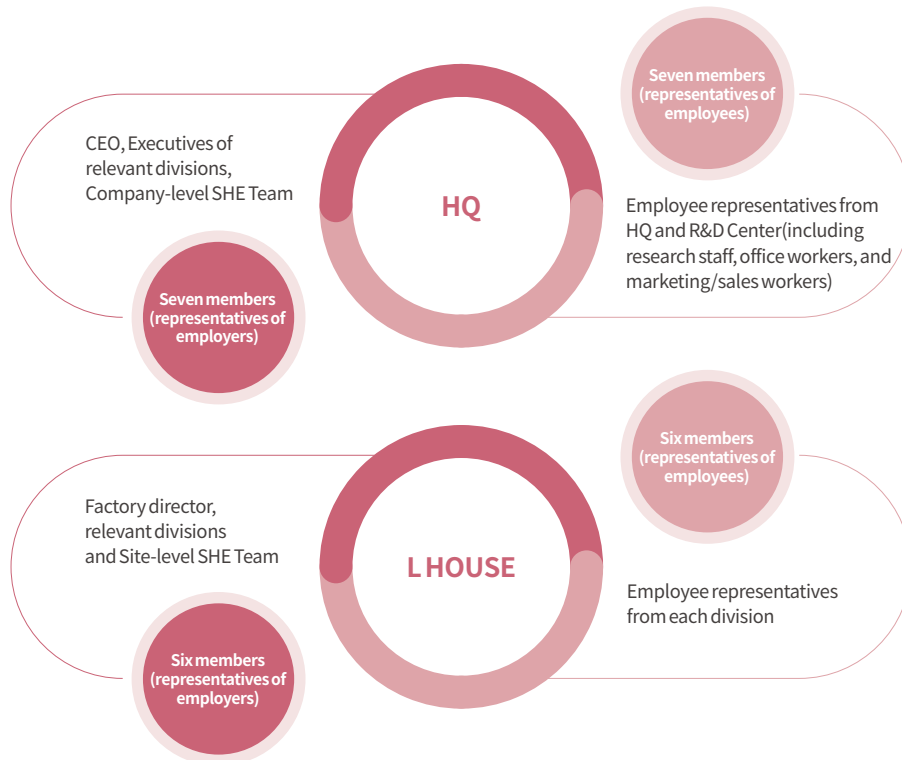 CEO, Executives of
relevant divisions,
Company-level SHE Team
Seven members
(representatives of
employers)
HQ
Seven members
(representatives of
employees)
Employee representatives from
HQ and R&D Center(including
research staff, office workers, and
marketing/sales workers)
Factory director,
relevant divisions
and Site-level SHE Team
Six members
(representatives of
employers)
L HOUSE
Six members
(representatives of
employees)
Employee representatives
from each division